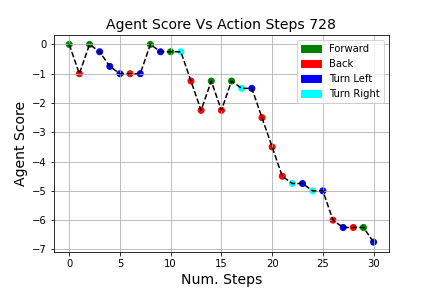 Agent Score Vs Action Steps 728
Forward
Back
Turn Left
Turn Right
Agent Score
0
−1
−2
−3
−4
−5
−6
−7
0 5 10 15 20 25 30
Num. Steps